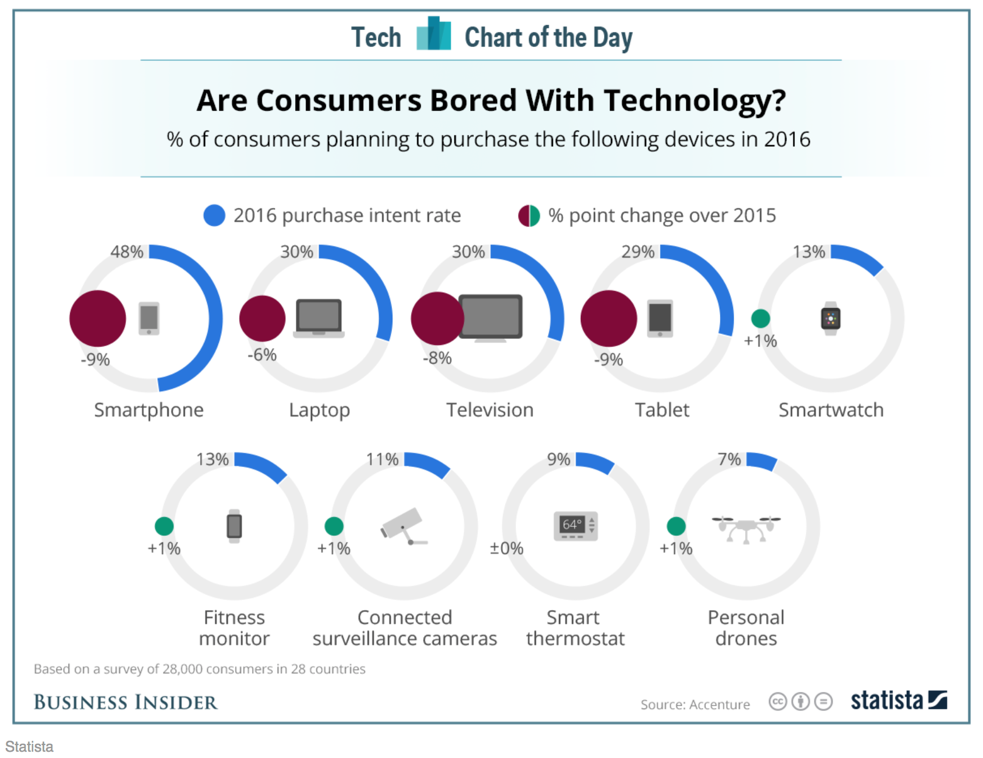 Tech Chart of the Day
Are Consumers Bored With Technology?
% of consumers planning to purchase the following devices in 2016
2016 purchase intent rate
% point change over 2015
48%
-9%
Smartphone
30%
-6%
Laptop
30%
-8%
Television
29%
-9%
Tablet
13%
+1%
Smartwatch
13%
+1%
Fitness
monitor
11%
+1%
Connected
surveillance cameras
9%
64°
±0%
Smart
thermostat
7%
+1%
Personal
drones
Based on a survey of 28,000 consumers in 28 countries
BUSINESS INSIDER
Source: Accenture
cc
statista
Statista